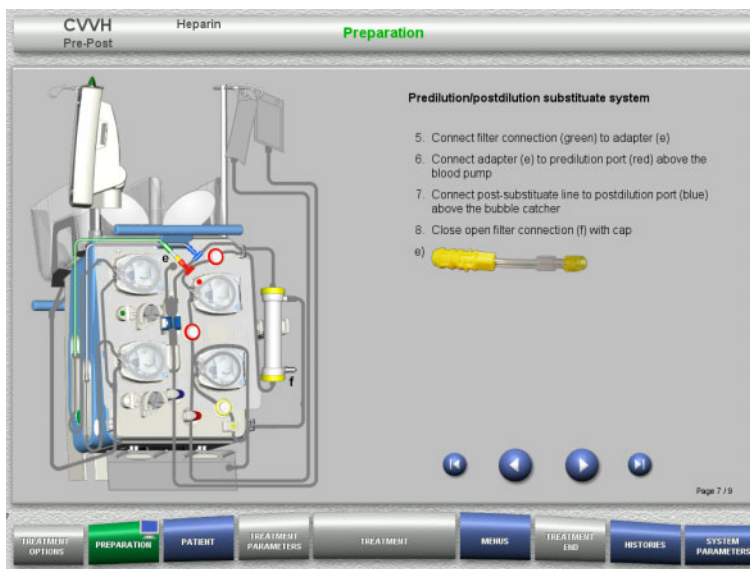 CVVH
Heparin
Preparation
Pre-Post
Predilution/postdilution substituate system
5. Connect filter connection (green) to adapter (e)
6. Connect adapter (e) to predilution port (red) above the
blood pump
7. Connect post-substituate line to postdilution port (blue)
above the bubble catcher
8. Close open filter connection (f) with cap
e)
e
f
Page 7 / 9
TREATMENT
OPTIONS
PREPARATION
PATIENT
TREATMENT
PARAMETERS
TREATMENT
MENUS
TREATMENT
END
HISTORIES
SYSTEM
PARAMETERS